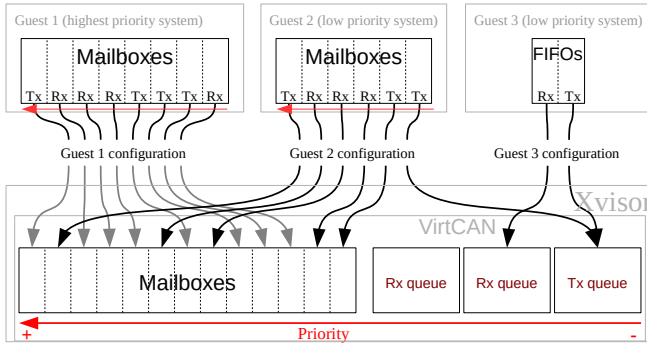 Guest 1 (highest priority system)
Guest 2 (low priority system)
Guest 3 (low priority system)
Mailboxes
Mailboxes
FIFOs
Tx Rx Rx Rx Tx Tx Tx Rx
Tx Rx Rx Rx Tx Tx
Rx Tx
Guest 1 configuration
Guest 2 configuration
Guest 3 configuration
Xvisor
VirtCAN
Mailboxes
Rx queue
Rx queue
Tx queue
+ Priority -